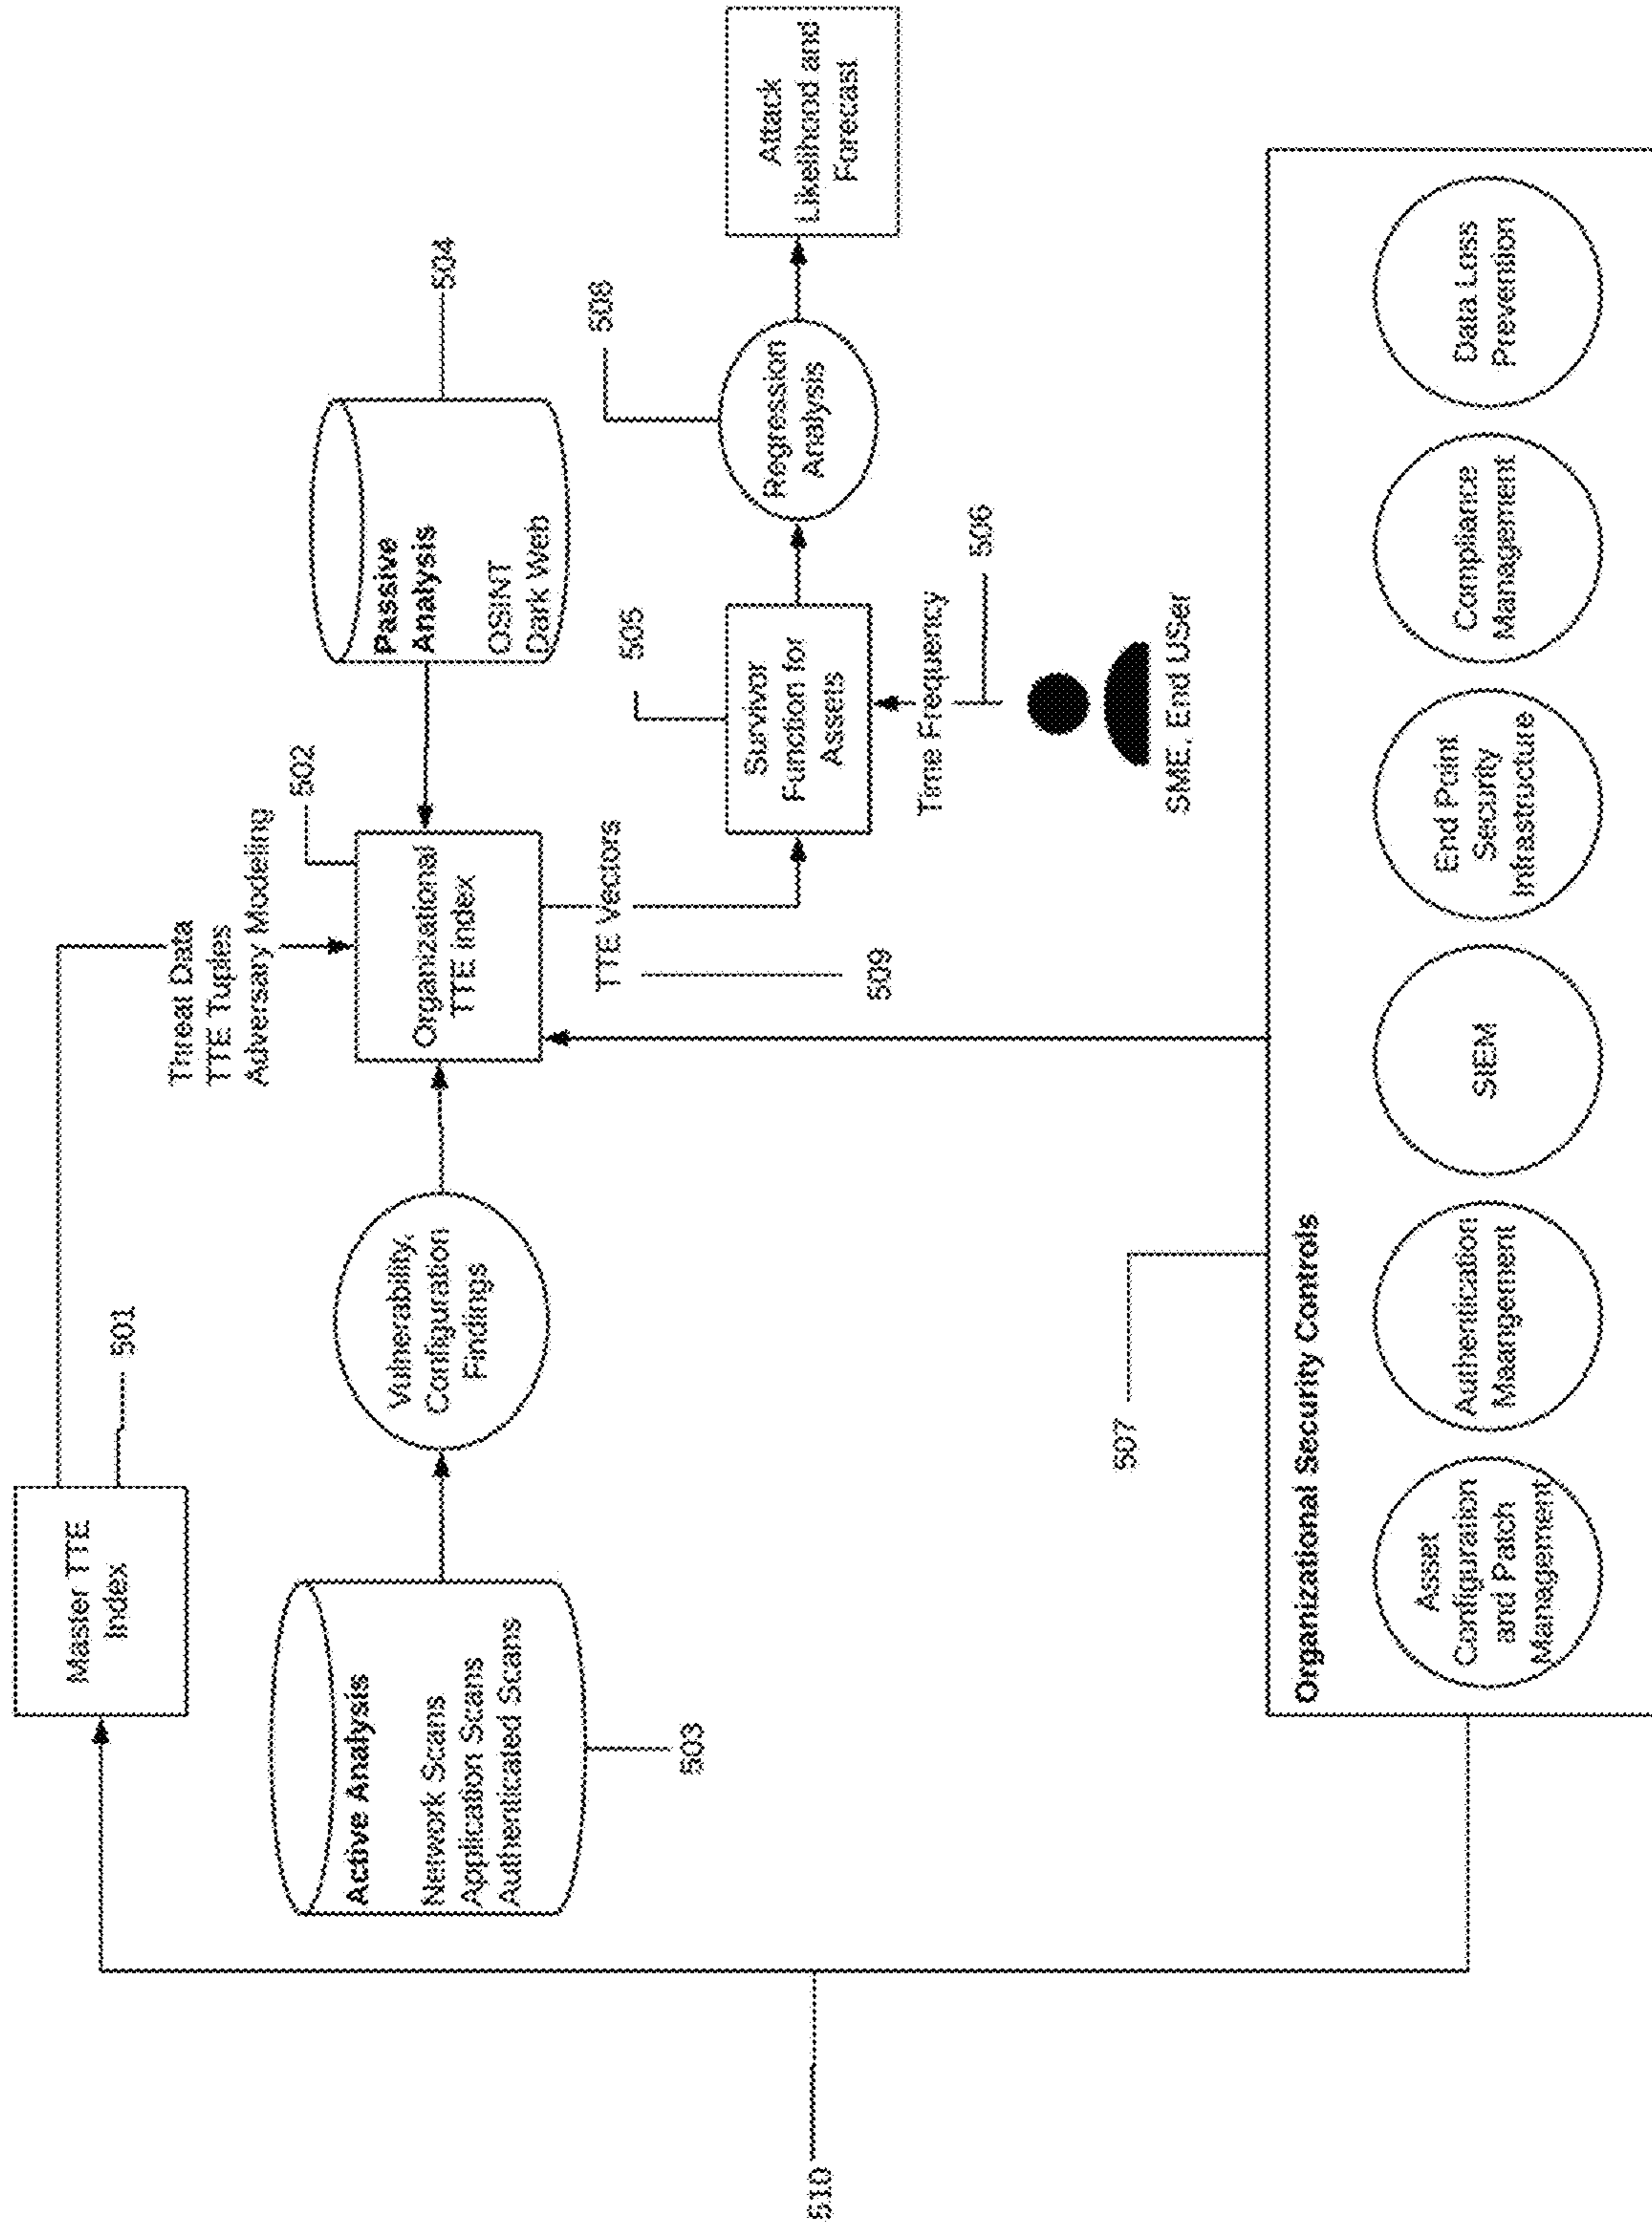 Master TTE
Index
501
Threat Data
TTE Tuples
Adversary Modeling
502
Active Analysis
Network Scans
Application Scans
Authenticated Scans
503
Vulnerability,
Configuration
Findings
Organizational
TTE index
Passive
Analysis
OSINT
Dark Web
504
TTE Vectors
509
505
Survivor
Function for
Assets
508
Regression
Analysis
Attack
Likelihood and
Forecast
Time Frequency
506
SME, End USer
510
507
Organizational Security Controls
Asset
Configuration
and Patch
Management
Authentication
Maangement
SIEM
End Point
Security
Infrastructure
Compliance
Management
Data Loss
Prevention